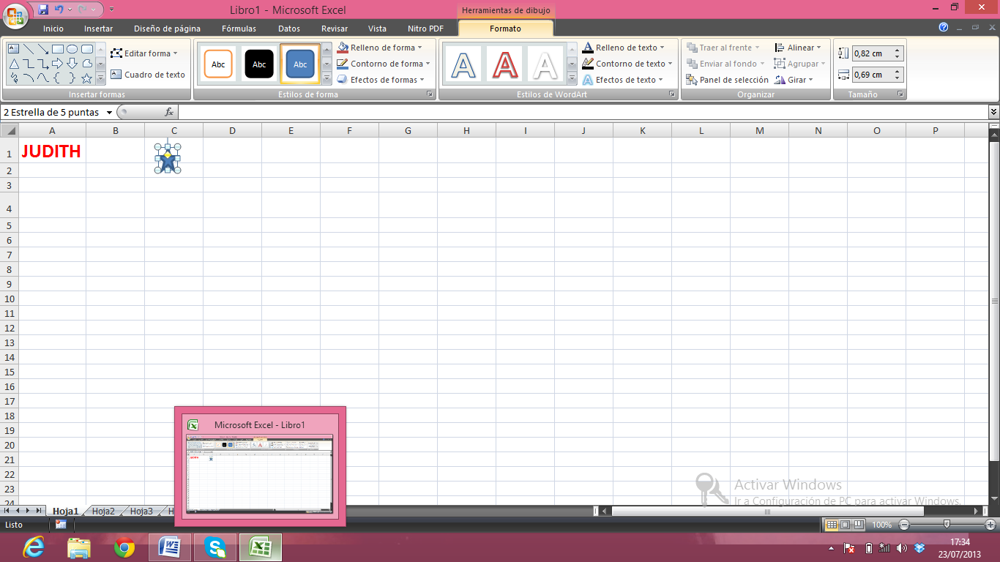 Libro1 - Microsoft Excel
Herramientas de dibujo
Inicio Insertar Diseño de página Fórmulas Datos Revisar Vista Nitro PDF Formato
Editar forma
Cuadro de texto
Insertar formas
Abc Abc Abc
Relleno de forma
Contorno de forma
Efectos de formas
Estilos de forma
A A A
Relleno de texto
Contorno de texto
Efectos de texto
Estilos de WordArt
Traer al frente
Enviar al fondo
Panel de selección
Alinear
Agrupar
Girar
Organizar
0,82 cm
0,69 cm
Tamaño
2 Estrella de 5 puntas fx
A B C D E F G H I J K L M N O P
1 JUDITH
2
3
4
5
6
7
8
9
10
11
12
13
14
15
16
17
18
19
20
21
22
23
24
Microsoft Excel - Libro1
Activar Windows
Ir a Configuración de PC para activar Windows.
Hoja1 Hoja2 Hoja3 H
Listo
100%
17:34
23/07/2013